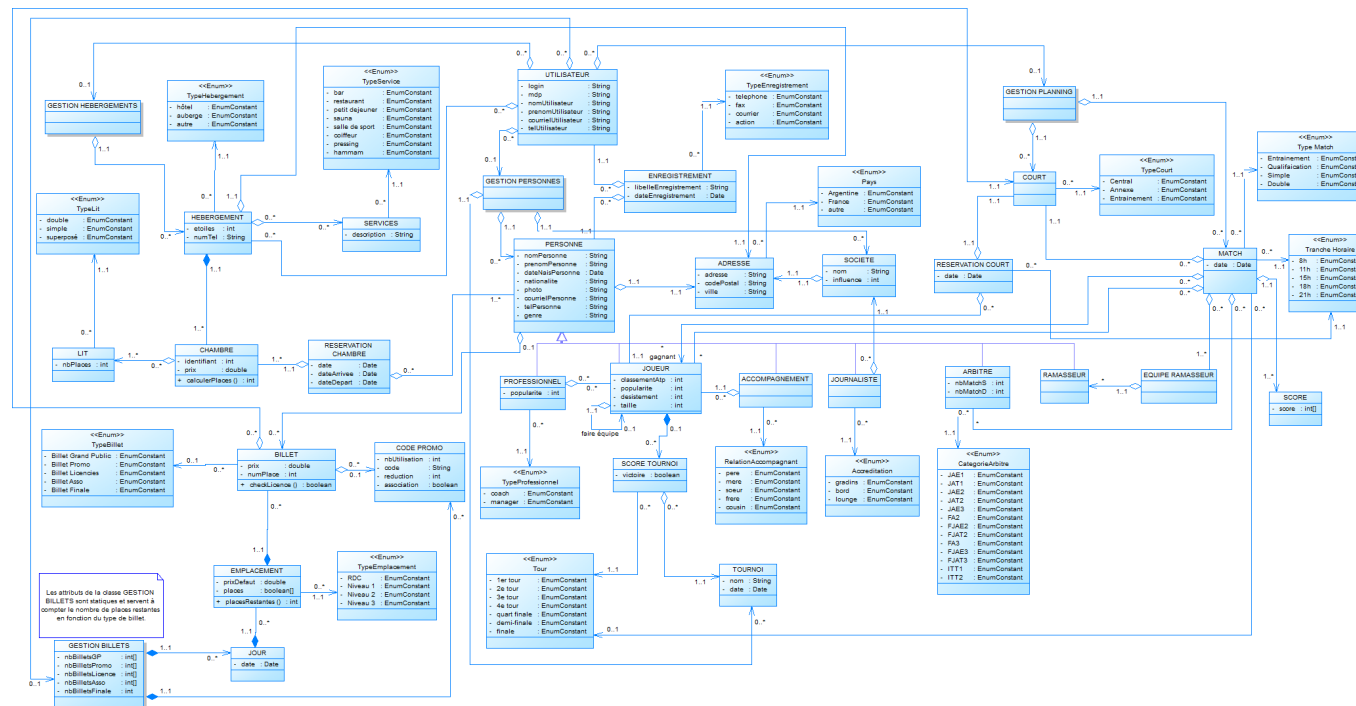 GESTION HEBERGEMENTS
<<Enum>>
TypeHebergement
- hôtel : EnumConstant
- auberge : EnumConstant
- autre : EnumConstant
<<Enum>>
TypeService
- bar : EnumConstant
- restaurant : EnumConstant
- petit dejeuner : EnumConstant
- sauna : EnumConstant
- salle de sport : EnumConstant
- coiffeur : EnumConstant
- pressing : EnumConstant
- hammam : EnumConstant
UTILISATEUR
- login : String
- mdp : String
- nomUtilisateur : String
- prenomUtilisateur : String
- courrielUtilisateur : String
- telUtilisateur : String
<<Enum>>
TypeEnregistrement
- telephone : EnumConstant
- fax : EnumConstant
- courrier : EnumConstant
- action : EnumConstant
GESTION PLANNING
<<Enum>>
Type Match
- Entrainement : EnumConst
- Qualifaication : EnumConst
- Simple : EnumConst
- Double : EnumConst
<<Enum>>
TypeCourt
- Central : EnumConstant
- Annexe : EnumConstant
- Entrainement : EnumConstant
COURT
<<Enum>>
Pays
- Argentine : EnumConstant
- France : EnumConstant
- autre : EnumConstant
ENREGISTREMENT
- libelleEnregistrement : String
- dateEnregistrement : Date
GESTION PERSONNES
<<Enum>>
TypeLit
- double : EnumConstant
- simple : EnumConstant
- superposé : EnumConstant
HEBERGEMENT
- etoiles : int
- numTel : String
SERVICES
- description : String
PERSONNE
- nomPersonne : String
- prenomPersonne : String
- dateNaisPersonne : Date
- nationalite : String
- photo : String
- courrielPersonne : String
- telPersonne : String
- genre : String
ADRESSE
- adresse : String
- codePostal : String
- ville : String
SOCIETE
- nom : String
- influence : int
RESERVATION COURT
- date : Date
MATCH
- date : Date
<<Enum>>
Tranche Horaire
- 8h : EnumConst
- 11h : EnumConst
- 15h : EnumConst
- 18h : EnumConst
- 21h : EnumConst
LIT
- nbPlaces : int
CHAMBRE
- identifiant : int
- prix : double
+ calculerPlaces () : int
RESERVATION
CHAMBRE
- date : Date
- dateArrivee : Date
- dateDepart : Date
gagnant
PROFESSIONNEL
- popularite : int
JOUEUR
- classementAtp : int
- popularite : int
- desistement : int
- taille : int
faire équipe
ACCOMPAGNEMENT
JOURNALISTE
ARBITRE
- nbMatchS : int
- nbMatchD : int
RAMASSEUR
EQUIPE RAMASSEUR
SCORE
- score : int[]
<<Enum>>
TypeBillet
- Billet Grand Public : EnumConstant
- Billet Promo : EnumConstant
- Billet Licencies : EnumConstant
- Billet Asso : EnumConstant
- Billet Finale : EnumConstant
BILLET
- prix : double
- numPlace : int
+ checkLicence () : boolean
CODE PROMO
- nbUtilisation : int
- code : String
- reduction : int
- association : boolean
<<Enum>>
TypeProfessionnel
- coach : EnumConstant
- manager : EnumConstant
SCORE TOURNOI
- victoire : boolean
<<Enum>>
RelationAccompagnant
- pere : EnumConstant
- mere : EnumConstant
- soeur : EnumConstant
- frere : EnumConstant
- cousin : EnumConstant
<<Enum>>
Accreditation
- gradins : EnumConstant
- bord : EnumConstant
- lounge : EnumConstant
<<Enum>>
CategorieArbitre
- JAE1 : EnumConstant
- JAT1 : EnumConstant
- JAE2 : EnumConstant
- JAT2 : EnumConstant
- JAE3 : EnumConstant
- FA2 : EnumConstant
- FJAE2 : EnumConstant
- FJAT2 : EnumConstant
- FA3 : EnumConstant
- FJAE3 : EnumConstant
- FJAT3 : EnumConstant
- ITT1 : EnumConstant
- ITT2 : EnumConstant
EMPLACEMENT
- prixDefaut : double
- places : boolean[]
+ placesRestantes () : int
<<Enum>>
TypeEmplacement
- RDC : EnumConstant
- Niveau 1 : EnumConstant
- Niveau 2 : EnumConstant
- Niveau 3 : EnumConstant
<<Enum>>
Tour
- 1er tour : EnumConstant
- 2e tour : EnumConstant
- 3e tour : EnumConstant
- 4e tour : EnumConstant
- quart finale : EnumConstant
- demi-finale : EnumConstant
- finale : EnumConstant
TOURNOI
- nom : String
- date : Date
Les attributs de la classe GESTION
BILLETS sont statiques et servent à
compter le nombre de places restantes
en fonction du type de billet.
GESTION BILLETS
- nbBilletsGP : int[]
- nbBilletsPromo : int[]
- nbBilletsLicence : int[]
- nbBilletsAsso : int[]
- nbBilletsFinale : int
JOUR
- date : Date